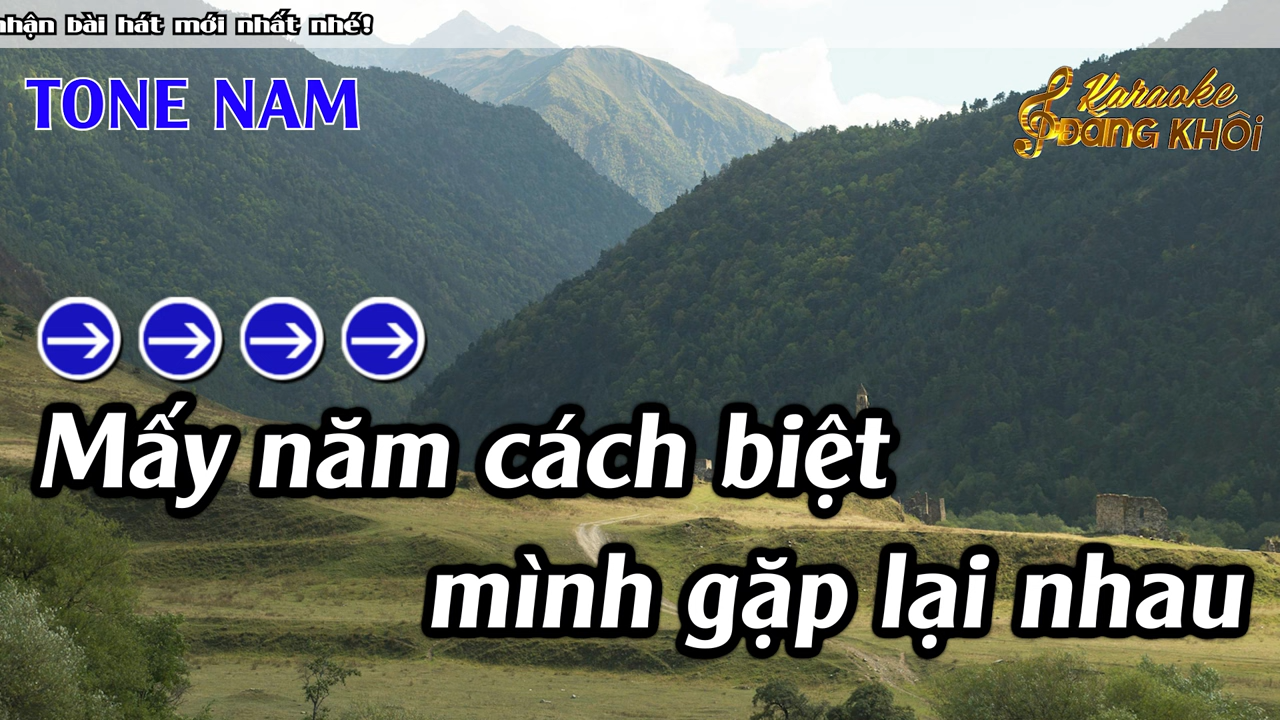 nhận bài hát mới nhất nhé!
TONE NAM
Karaoke
ĐĂNG KHÔI
Mấy năm cách biệt
mình gặp lại nhau